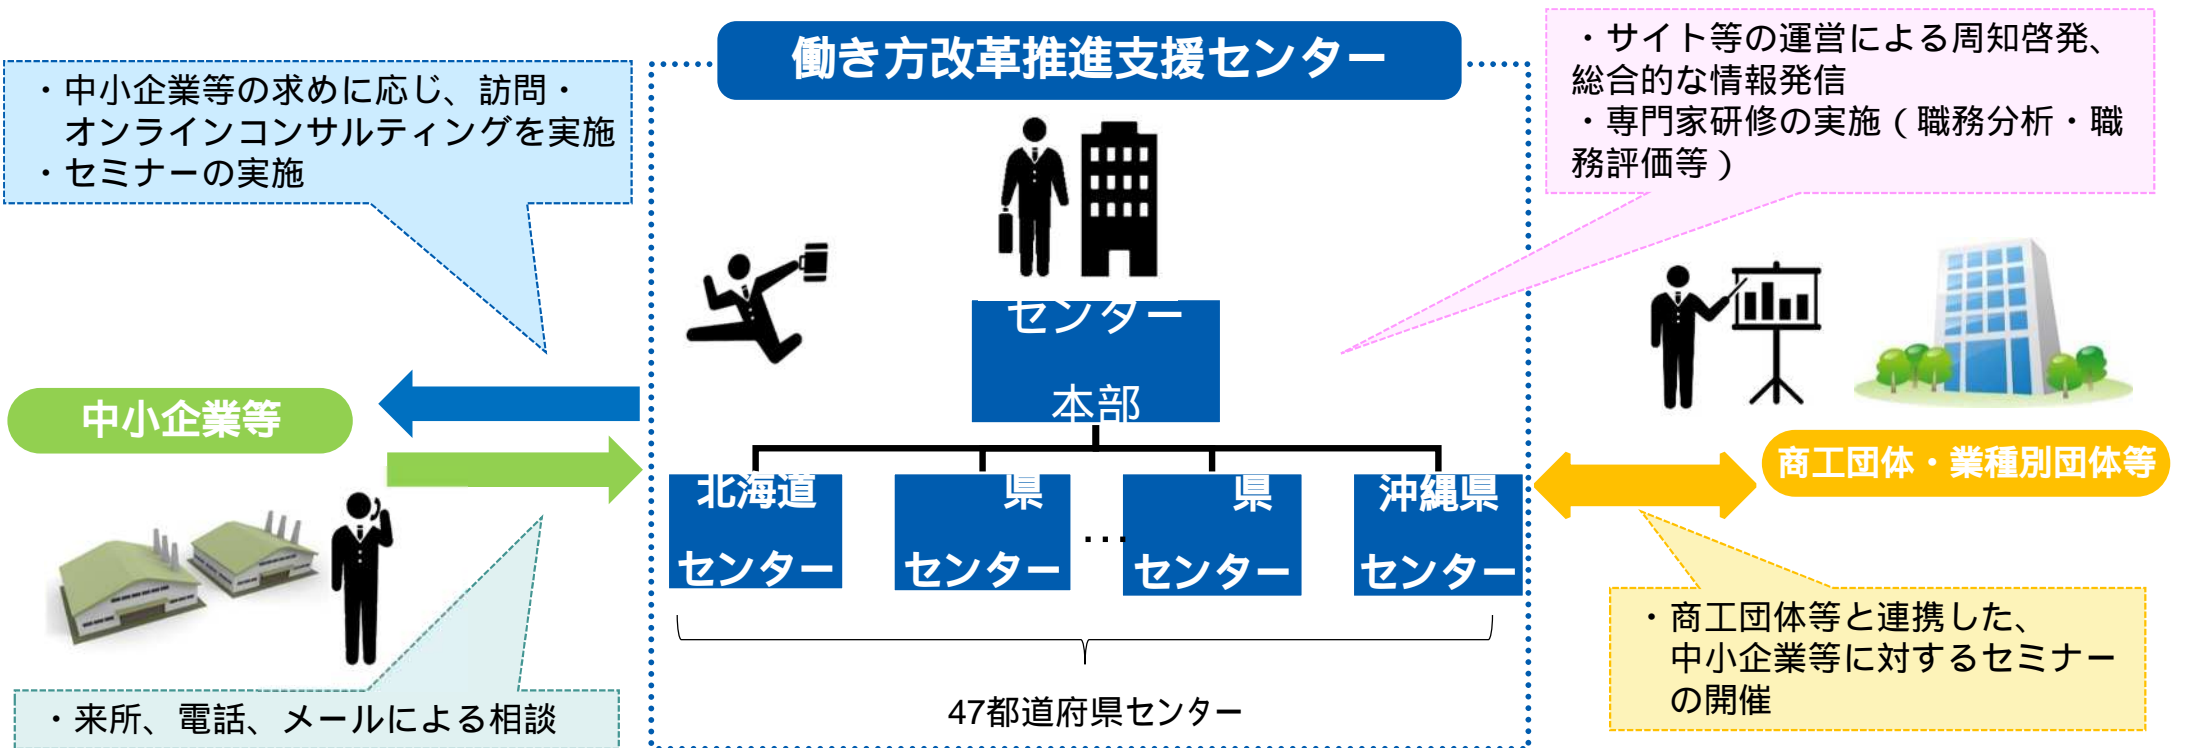 働き方改革推進支援センター
・中小企業等の求めに応じ、訪問・
オンラインコンサルティングを実施
・セミナーの実施
・サイト等の運営による周知啓発、
総合的な情報発信
・専門家研修の実施（職務分析・職
務評価等）
センター
本部
中小企業等
北海道
センター
県
センター
…
県
センター
沖縄県
センター
商工団体・業種別団体等
・来所、電話、メールによる相談
47都道府県センター
・商工団体等と連携した、
中小企業等に対するセミナー
の開催